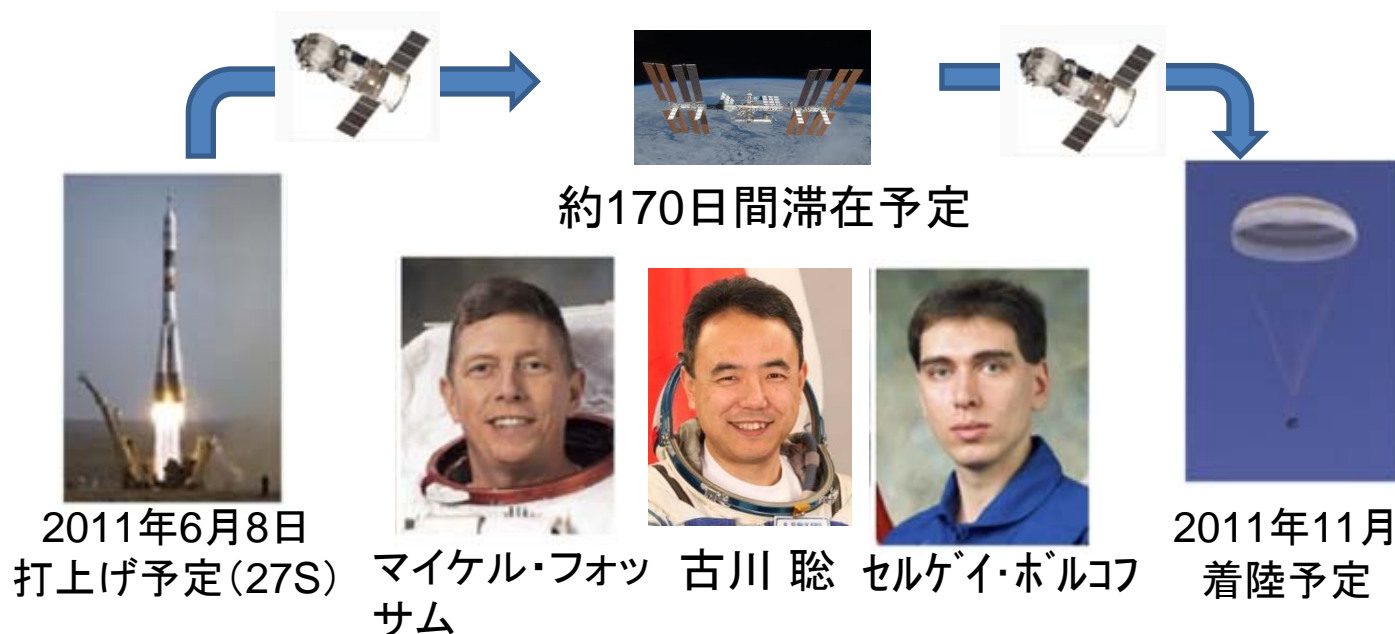 約170日間滞在予定
2011年6月8日
打上げ予定(27S)
マイケル・フォッ
サム
古川 聡
セルゲイ・ボルコフ
2011年11月
着陸予定